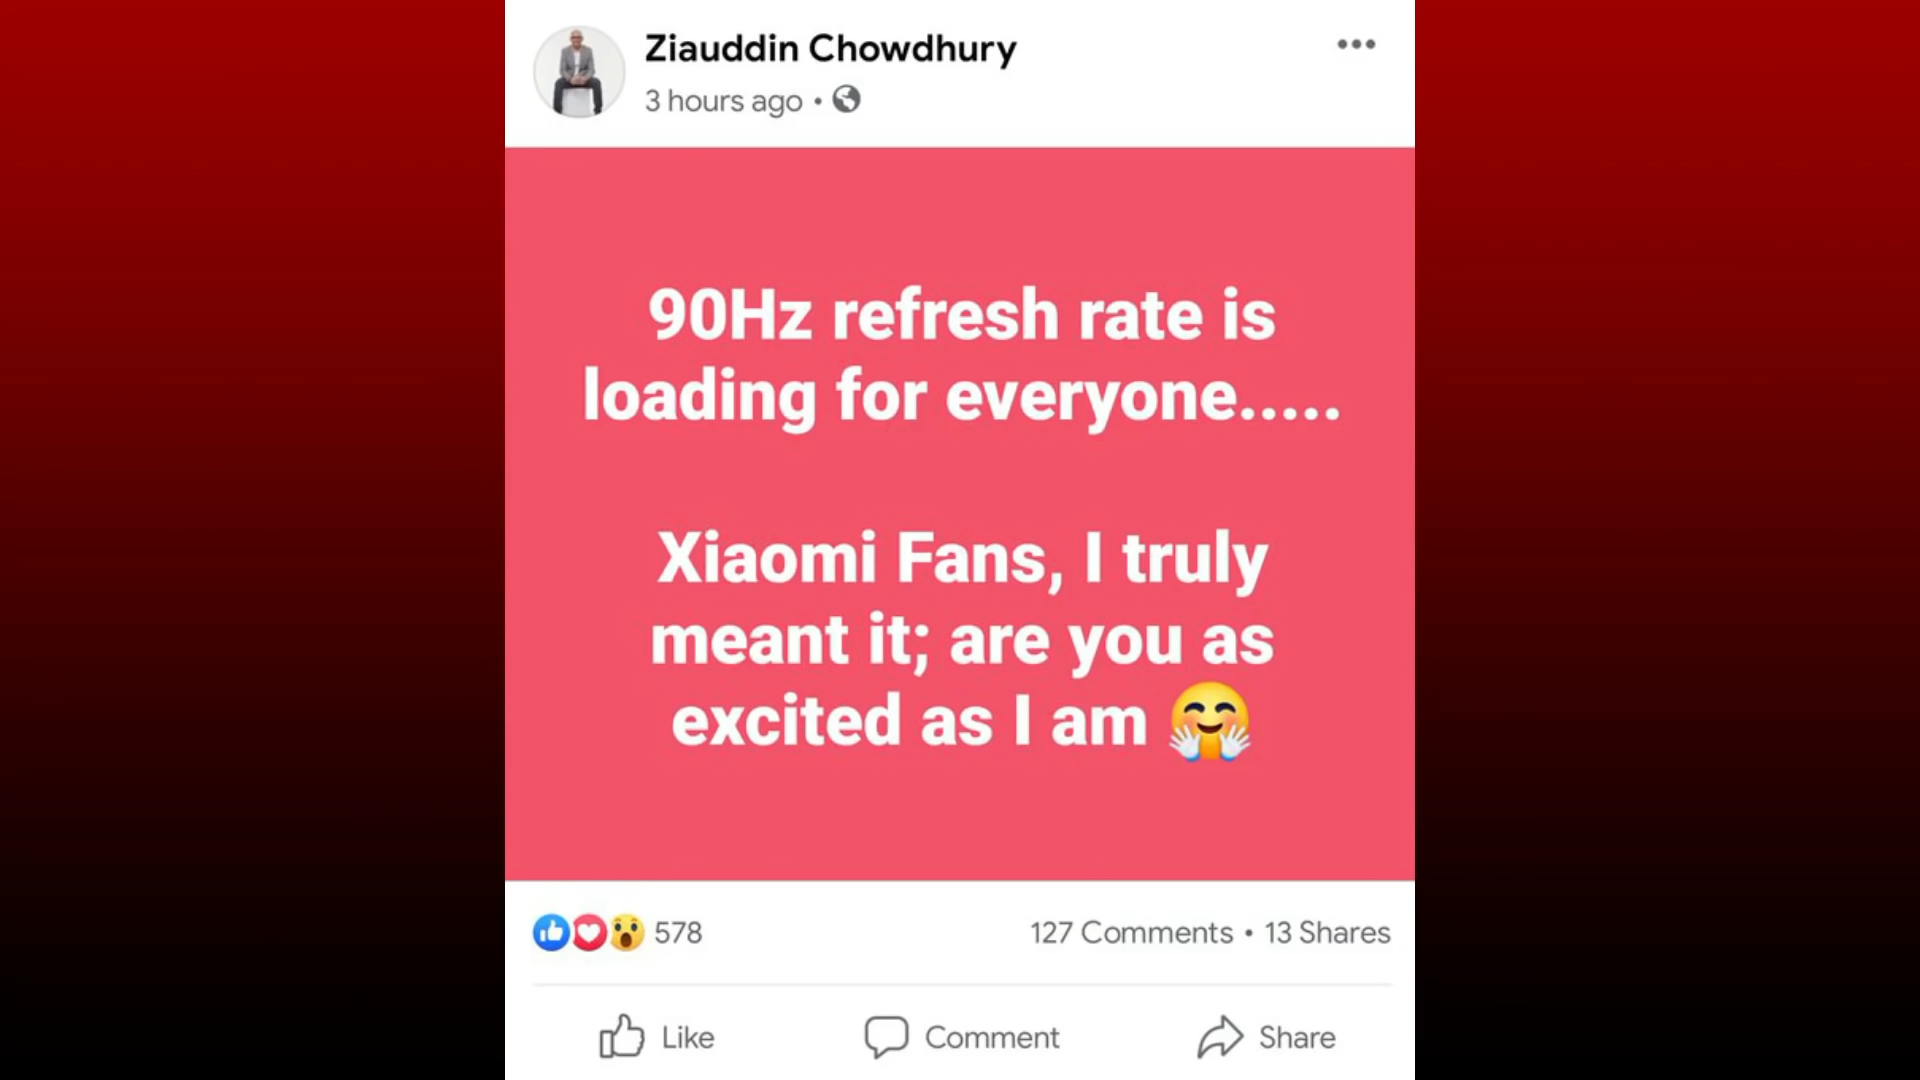 Ziauddin Chowdhury
3 hours ago •
90Hz refresh rate is
loading for everyone.....
Xiaomi Fans, I truly
meant it; are you as
excited as I am 🤗
578
127 Comments • 13 Shares
Like
Comment
Share